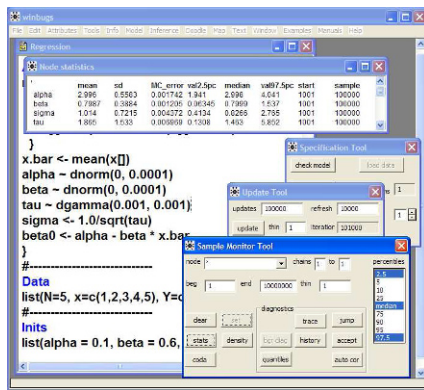 winbugs
File Edit Attributes Tools Info Model Inference Doodle Map Text Window Examples Manuals Help
Regression
Node statistics
mean sd MC_error val2.5pc median val97.5pc start sample
alpha 2.996 0.5583 0.001742 1.941 2.998 4.041 1001 100000
beta 0.7987 0.3884 0.001205 0.06345 0.7999 1.537 1001 100000
sigma 1.014 0.7215 0.004372 0.4134 0.8266 2.765 1001 100000
tau 1.865 1.533 0.006969 0.1308 1.463 5.852 1001 100000
}
x.bar <- mean(x[])
alpha ~ dnorm(0, 0.0001)
beta ~ dnorm(0, 0.0001)
tau ~ dgamma(0.001, 0.001)
sigma <- 1.0/sqrt(tau)
beta0 <- alpha - beta * x.bar
}
#----------------------------
Data
list(N=5, x=c(1,2,3,4,5), Y=c
#----------------------------
Inits
list(alpha = 0.1, beta = 0.6,
Specification Tool
check model load data
1
1
Update Tool
updates 100000 refresh 10000
update thin 1 iteration 101000
Sample Monitor Tool
node * chains 1 to 1 percentiles
beg 1 end 10000000 thin 1
2.5
5
10
25
median
75
90
95
97.5
diagnostics
clear set trace jump
stats density bgr diag history accept
coda quantiles auto cor